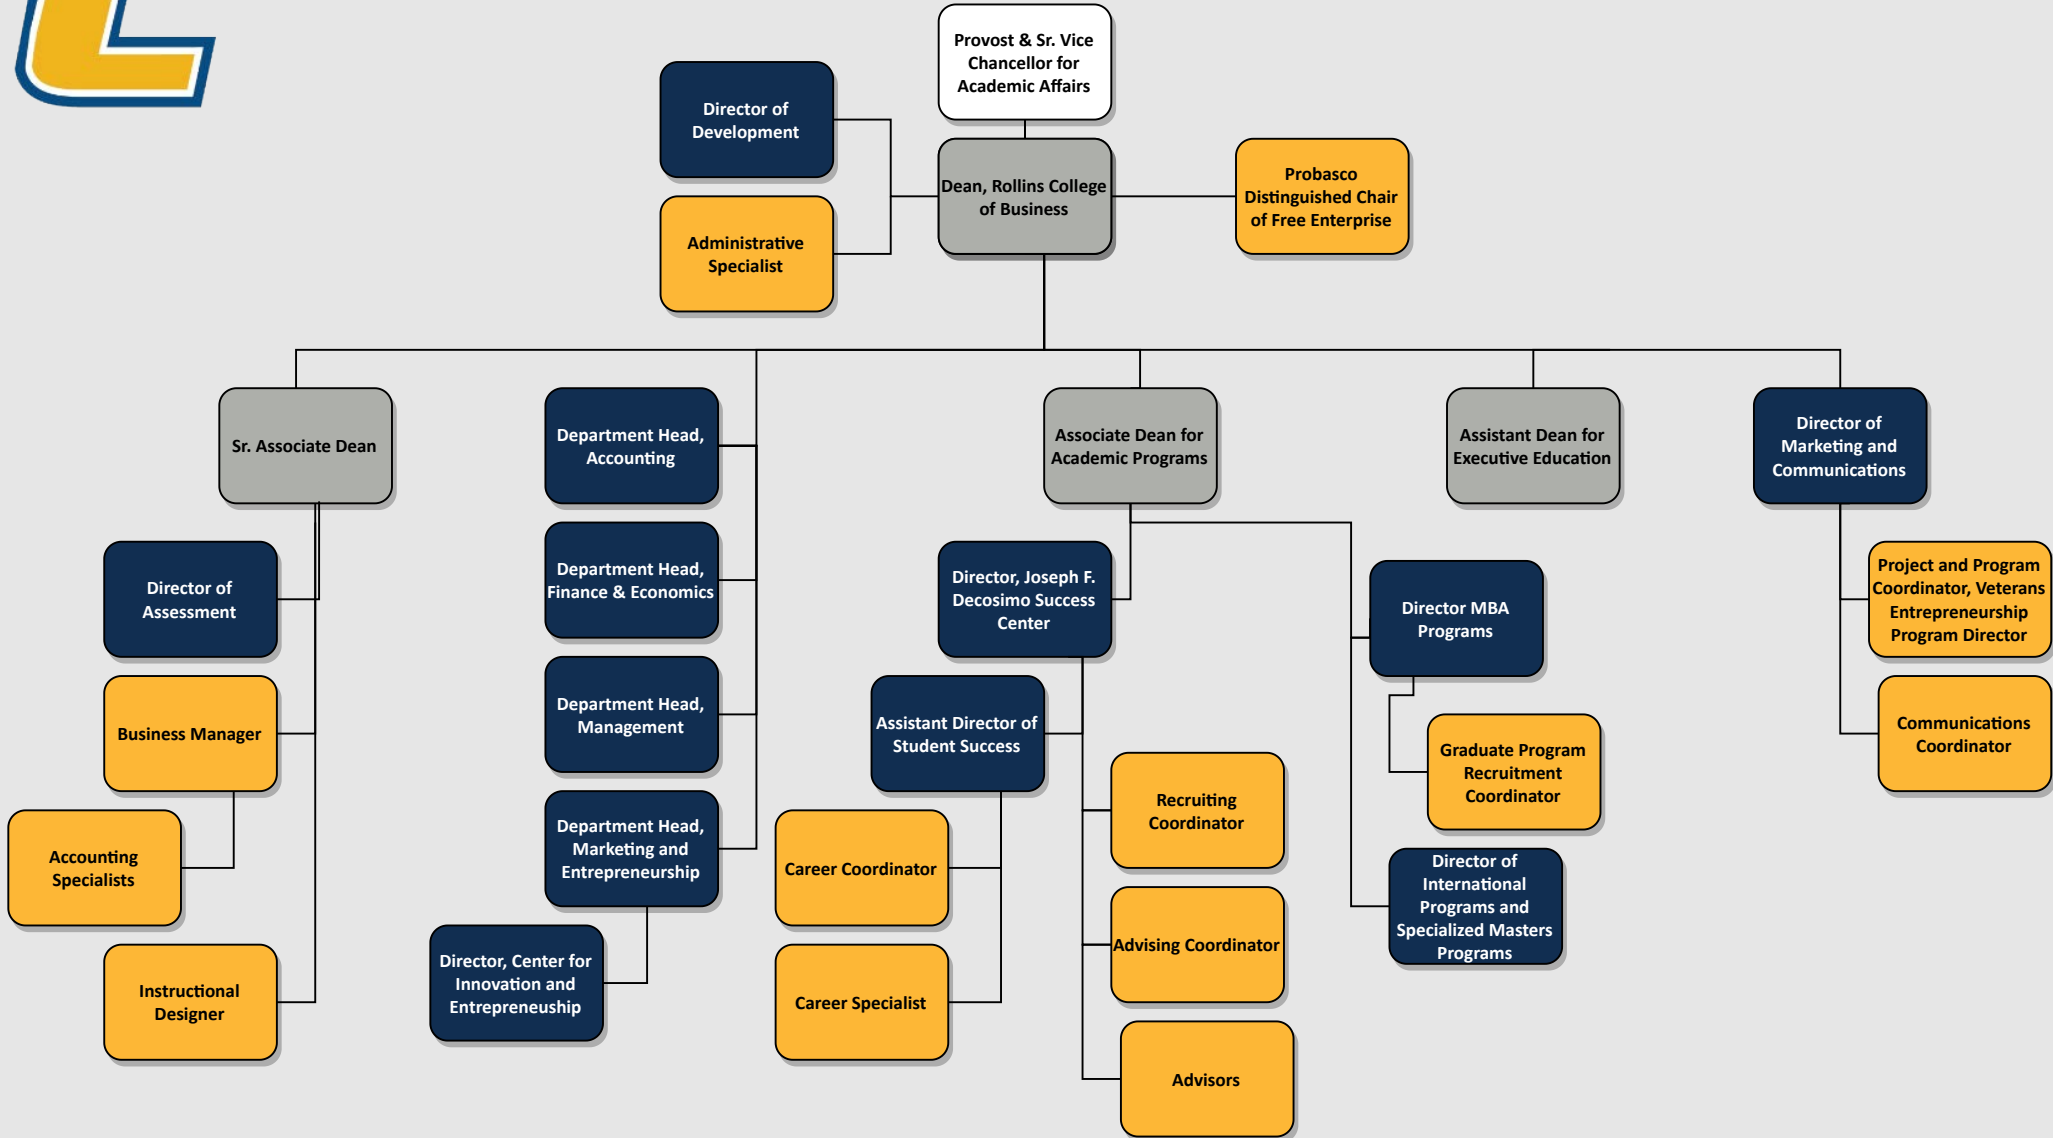 Provost & Sr. Vice
Chancellor for
Academic Affairs
Director of
Development
Dean, Rollins College
of Business
Probasco
Distinguished Chair
of Free Enterprise
Administrative
Specialist
Sr. Associate Dean
Department Head,
Accounting
Associate Dean for
Academic Programs
Assistant Dean for
Executive Education
Director of
Marketing and
Communications
Director of
Assessment
Business Manager
Accounting
Specialists
Instructional
Designer
Department Head,
Finance & Economics
Department Head,
Management
Department Head,
Marketing and
Entrepreneurship
Director, Center for
Innovation and
Entrepreneuship
Director, Joseph F.
Decosimo Success
Center
Assistant Director of
Student Success
Career Coordinator
Career Specialist
Recruiting
Coordinator
Advising Coordinator
Advisors
Director MBA
Programs
Graduate Program
Recruitment
Coordinator
Director of
International
Programs and
Specialized Masters
Programs
Project and Program
Coordinator, Veterans
Entrepreneurship
Program Director
Communications
Coordinator